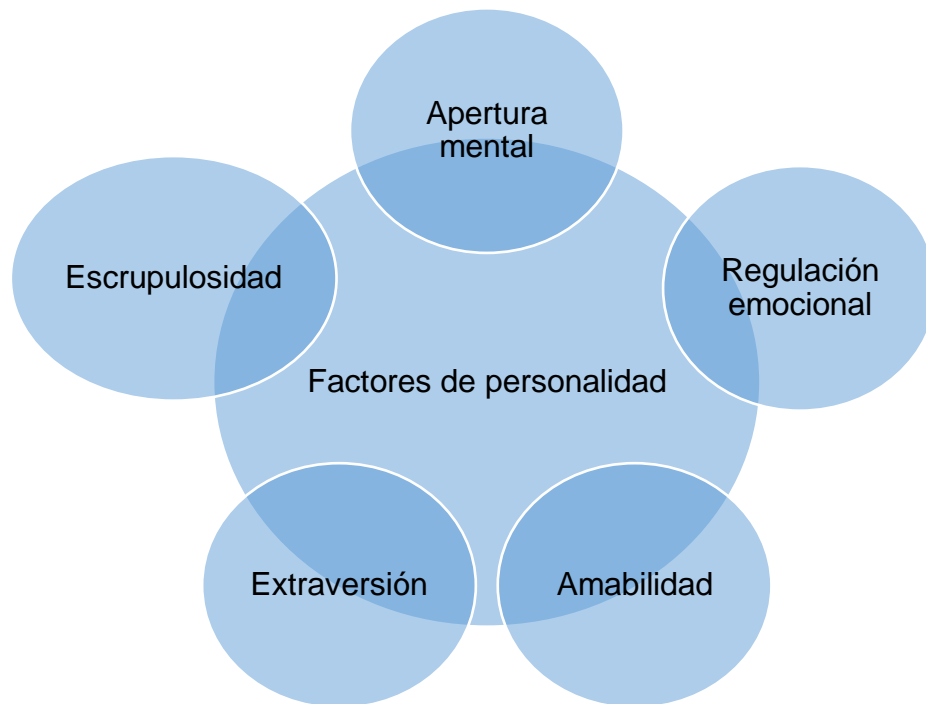 Apertura
mental
Escrupulosidad
Regulación
emocional
Factores de personalidad
Extraversión
Amabilidad